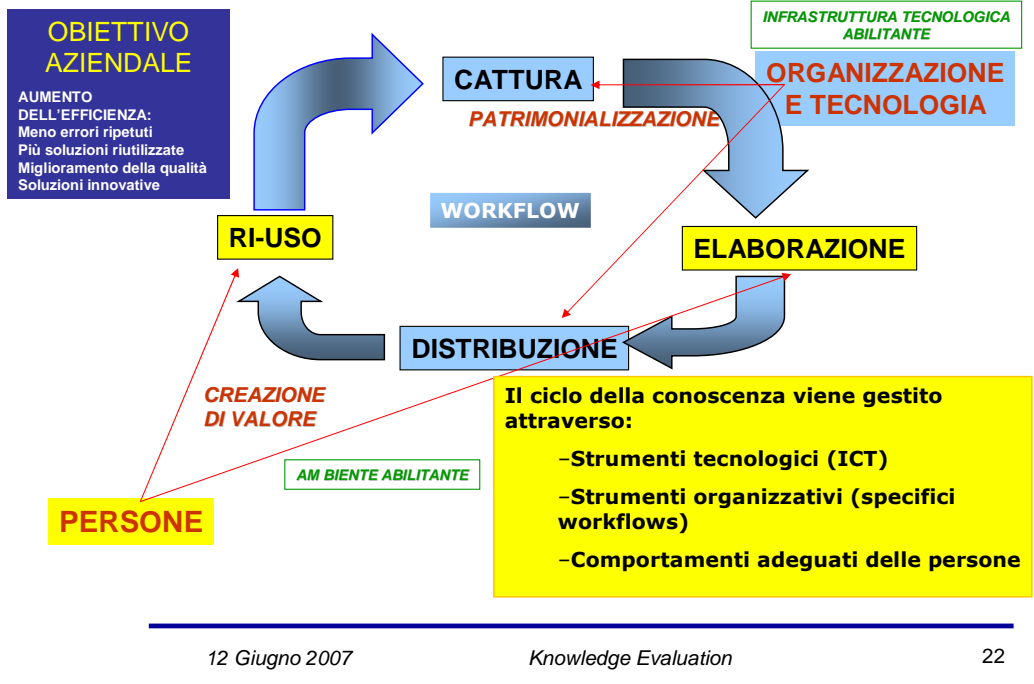 OBIETTIVO
AZIENDALE
AUMENTO
DELL'EFFICIENZA:
Meno errori ripetuti
Più soluzioni riutilizzate
Miglioramento della qualità
Soluzioni innovative
INFRASTRUTTURA TECNOLOGICA
ABILITANTE
ORGANIZZAZIONE
E TECNOLOGIA
CATTURA
PATRIMONIALIZZAZIONE
WORKFLOW
RI-USO
ELABORAZIONE
DISTRIBUZIONE
CREAZIONE
DI VALORE
AM BIENTE ABILITANTE
PERSONE
Il ciclo della conoscenza viene gestito
attraverso:
–Strumenti tecnologici (ICT)
–Strumenti organizzativi (specifici
workflows)
–Comportamenti adeguati delle persone
12 Giugno 2007
Knowledge Evaluation
22